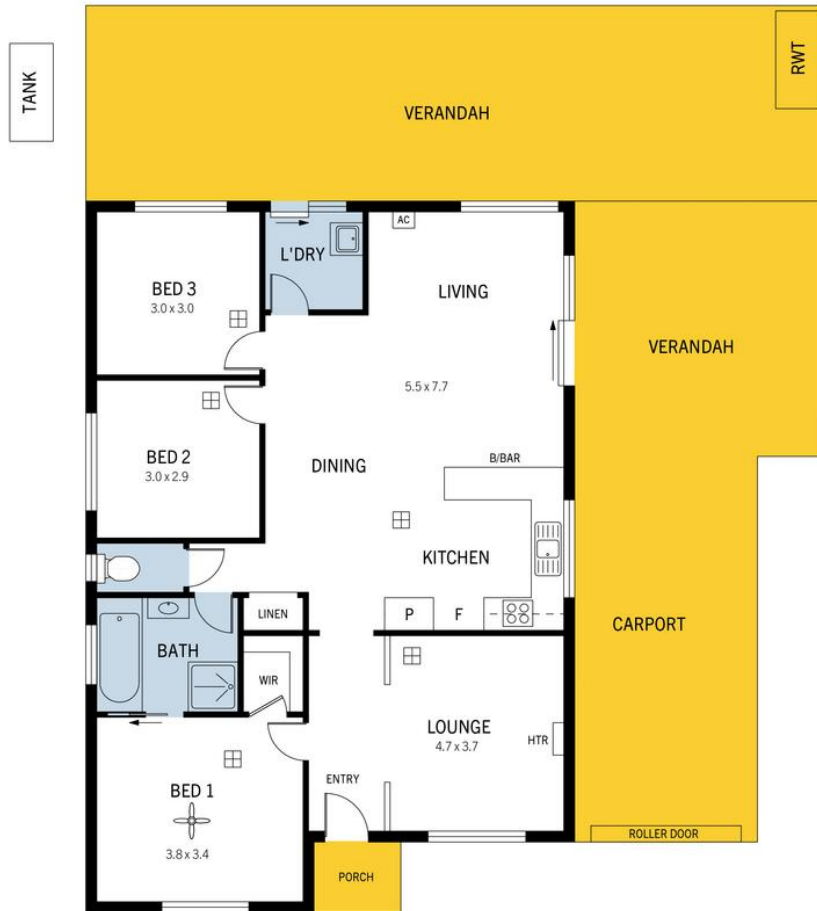 TANK
RWT
VERANDAH
AC
L'DRY
BED 3
3.0 x 3.0
LIVING
VERANDAH
5.5 x 7.7
BED 2
3.0 x 2.9
DINING
B/BAR
KITCHEN
LINEN
P
F
CARPORT
BATH
WIR
LOUNGE
4.7 x 3.7
HTR
ENTRY
BED 1
3.8 x 3.4
ROLLER DOOR
PORCH